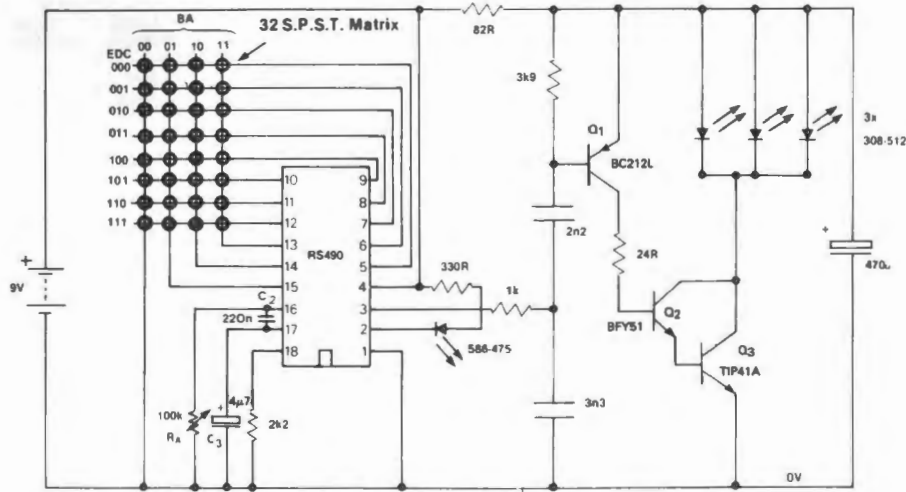 BA
32 S.P.S.T. Matrix
00 01 10 11
EDC
000
001
010
011
100
101
110
111
82R
3k9
Q1
BC212L
3x
308-512
10
11
12
13
14
15
16
17
18
RS490
9
8
7
6
5
4
3
2
1
2n2
24R
+
9V
330R
1k
+
470µ
C2
220n
586-475
BFY51
Q2
Q3
TIP41A
100k
RA
+
4µ7
C3
2k2
3n3
0V